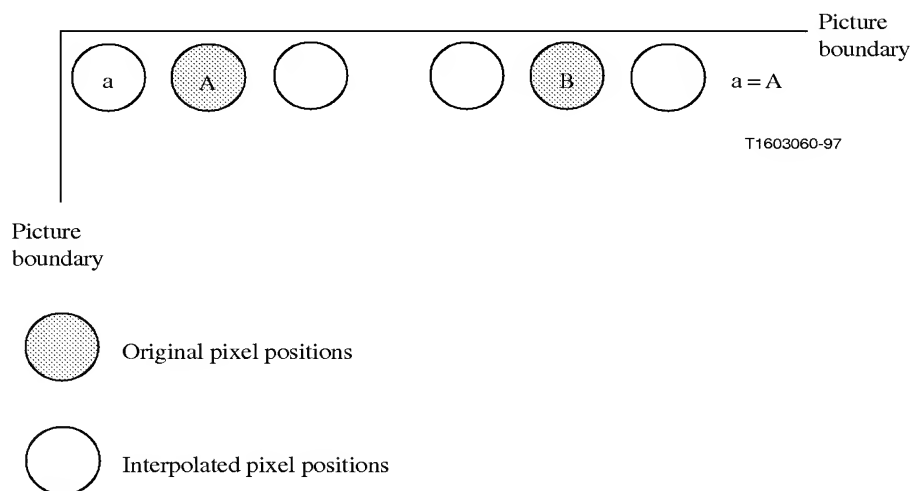 Picture
boundary
a A B a = A
T1603060-97
Picture
boundary
Original pixel positions
Interpolated pixel positions